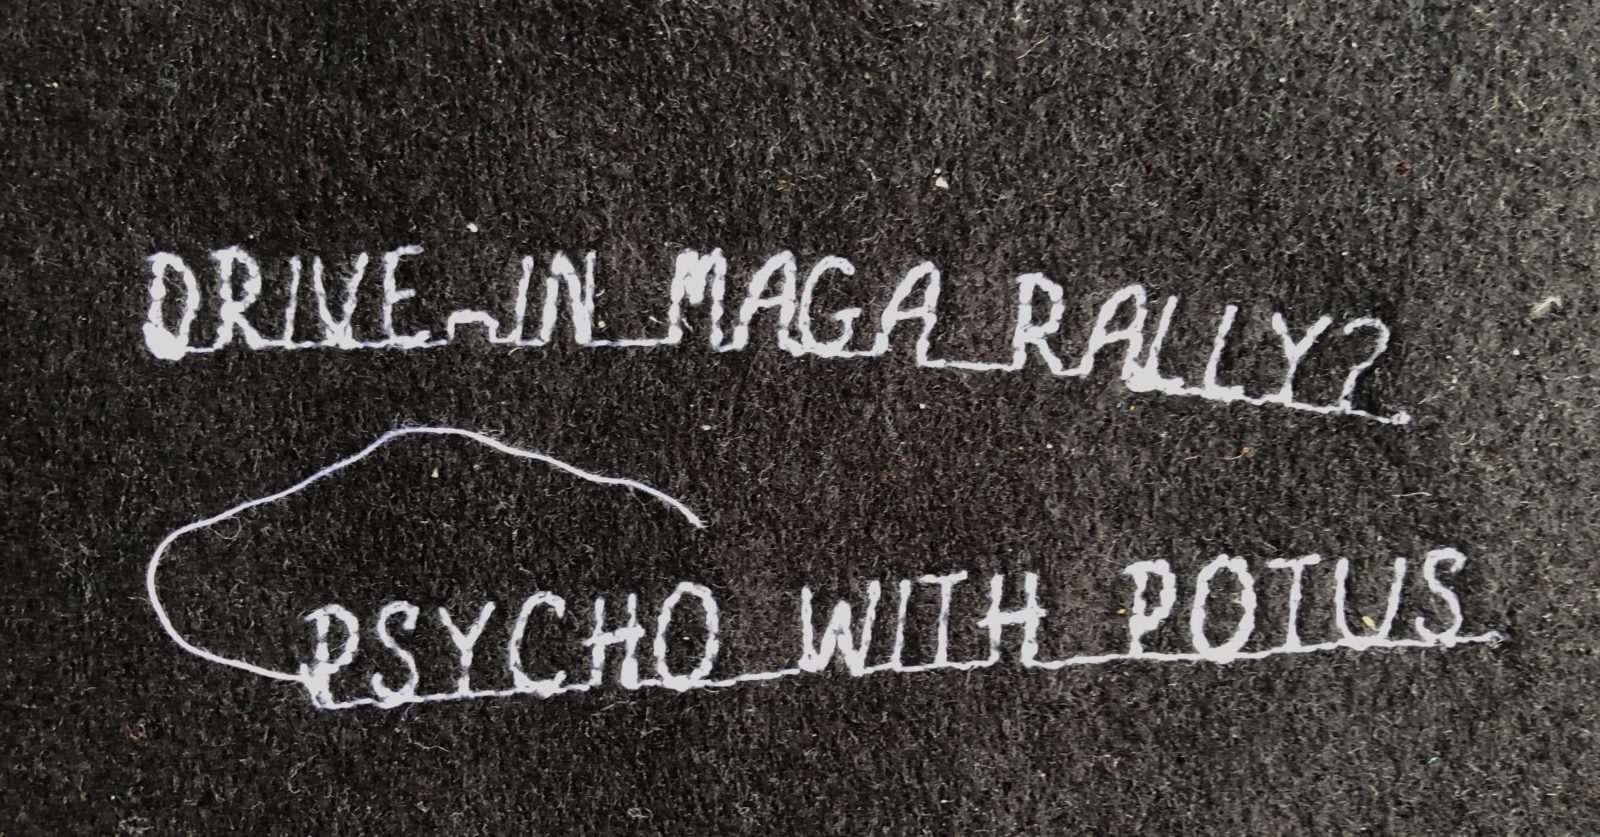 DRIVE-IN MAGA RALLY?
PSYCHO WITH POTUS